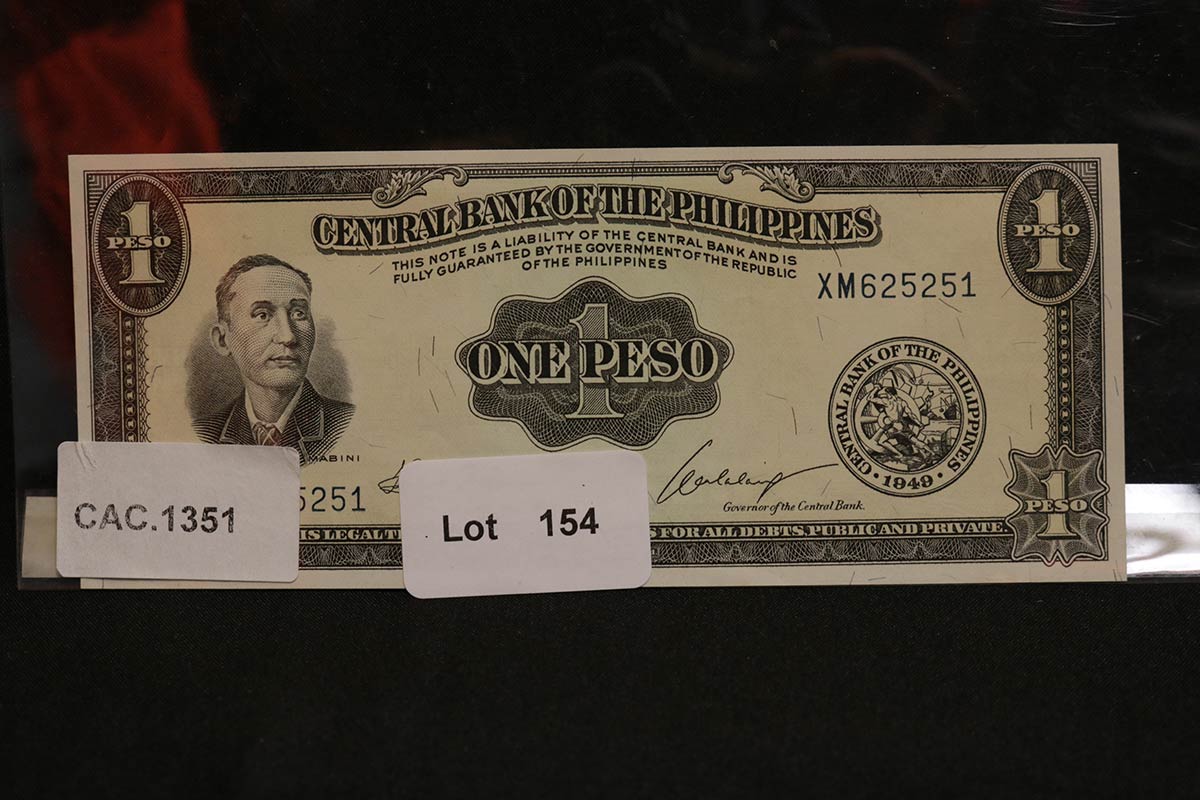 1
PESO
CENTRAL BANK OF THE PHILIPPINES
1
PESO
THIS NOTE IS A LIABILITY OF THE CENTRAL BANK AND IS
FULLY GUARANTEED BY THE GOVERNMENT OF THE REPUBLIC
OF THE PHILIPPINES
XM625251
1
ONE PESO
CENTRAL BANK OF THE PHILIPPINES
· 1949 ·
MABINI
5251
Governor of the Central Bank.
1
PESO
CAC.1351
Lot 154
IS LEGAL T
S FOR ALL DEBTS, PUBLIC AND PRIVATE